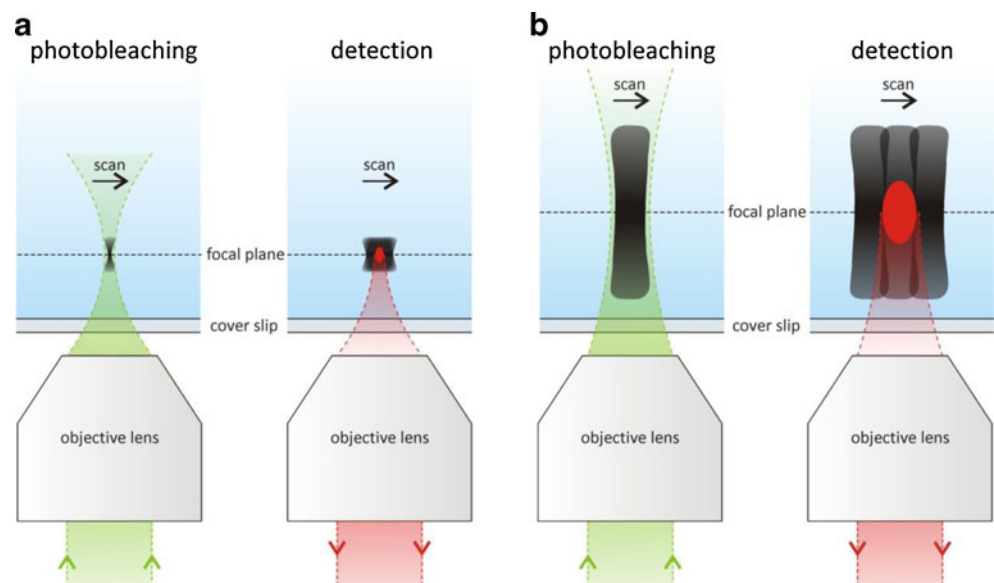 a
photobleaching
detection
scan
scan
focal plane
cover slip
objective lens
objective lens
b
photobleaching
detection
scan
scan
focal plane
cover slip
objective lens
objective lens